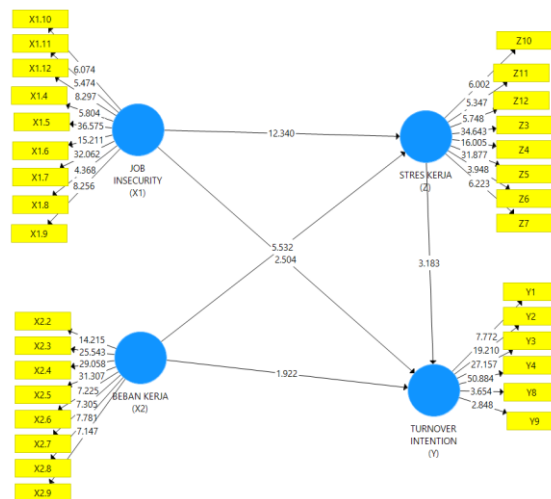 X1.10
X1.11
X1.12
X1.4
X1.5
X1.6
X1.7
X1.8
X1.9
6.074
5.474
8.297
5.804
36.575
15.211
32.062
4.368
8.256
JOB
INSECURITY
(X1)
12.340
Z10
Z11
Z12
Z3
Z4
Z5
Z6
Z7
6.002
5.347
5.748
34.643
16.005
31.877
3.948
6.223
STRES KERJA
(Z)
5.532
2.504
3.183
X2.2
X2.3
X2.4
X2.5
X2.6
X2.7
X2.8
X2.9
14.215
25.543
29.058
31.307
7.225
7.305
7.781
7.147
BEBAN KERJA
(X2)
1.922
Y1
Y2
Y3
Y4
Y8
Y9
7.772
19.210
27.157
50.884
3.654
2.848
TURNOVER
INTENTION
(Y)